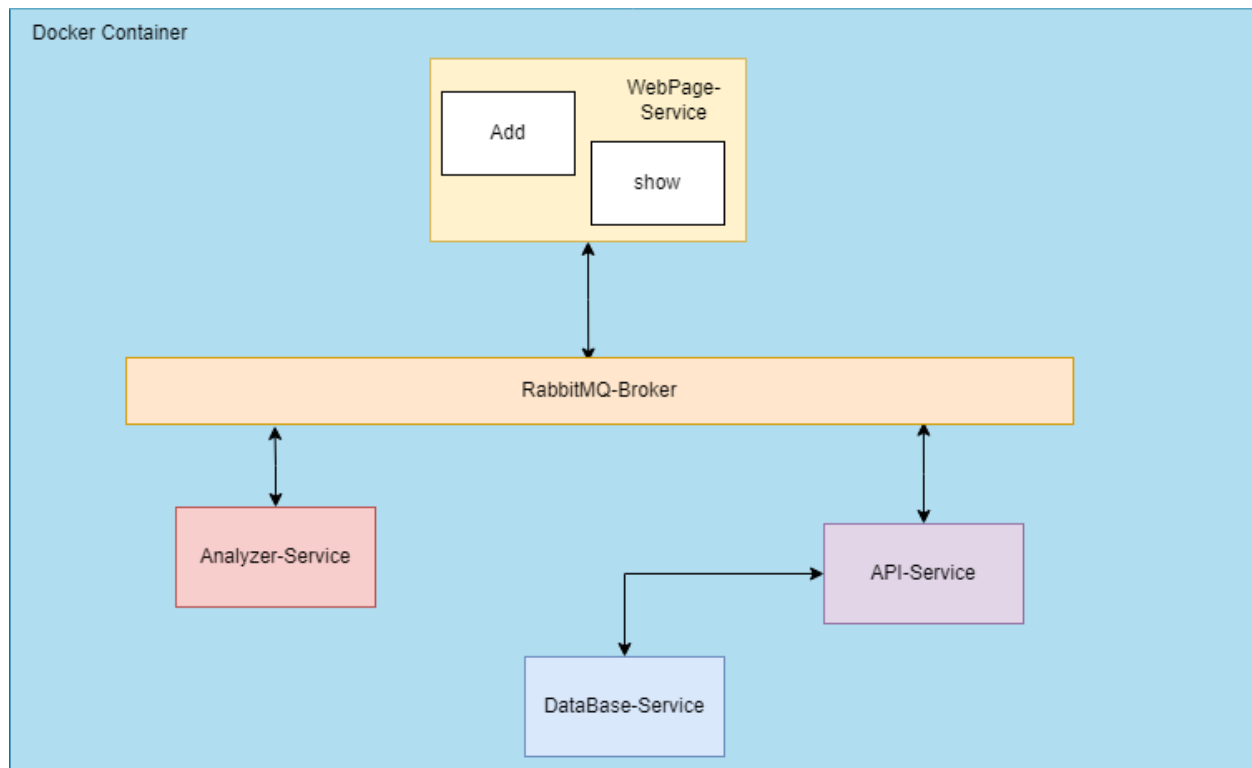 Docker Container
WebPage-
Service
Add
show
RabbitMQ-Broker
Analyzer-Service
API-Service
DataBase-Service